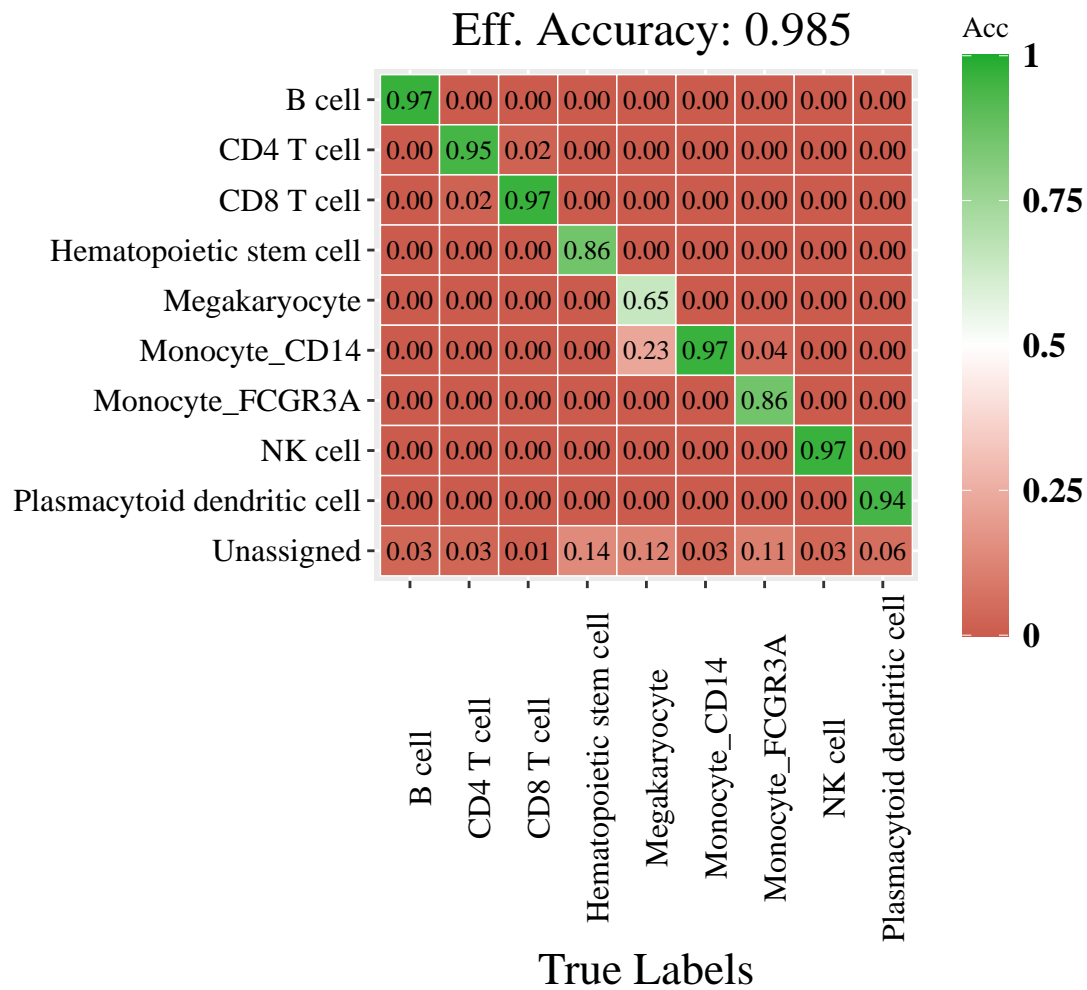 Eff. Accuracy: 0.985
Acc
B cell 0.97 0.00 0.00 0.00 0.00 0.00 0.00 0.00 0.00
CD4 T cell 0.00 0.95 0.02 0.00 0.00 0.00 0.00 0.00 0.00
CD8 T cell 0.00 0.02 0.97 0.00 0.00 0.00 0.00 0.00 0.00
Hematopoietic stem cell 0.00 0.00 0.00 0.86 0.00 0.00 0.00 0.00 0.00
Megakaryocyte 0.00 0.00 0.00 0.00 0.65 0.00 0.00 0.00 0.00
Monocyte_CD14 0.00 0.00 0.00 0.00 0.23 0.97 0.04 0.00 0.00
Monocyte_FCGR3A 0.00 0.00 0.00 0.00 0.00 0.00 0.86 0.00 0.00
NK cell 0.00 0.00 0.00 0.00 0.00 0.00 0.00 0.97 0.00
Plasmacytoid dendritic cell 0.00 0.00 0.00 0.00 0.00 0.00 0.00 0.00 0.94
Unassigned 0.03 0.03 0.01 0.14 0.12 0.03 0.11 0.03 0.06
1
0.75
0.5
0.25
0
B cell
CD4 T cell
CD8 T cell
Hematopoietic stem cell
Megakaryocyte
Monocyte_CD14
Monocyte_FCGR3A
NK cell
Plasmacytoid dendritic cell
True Labels